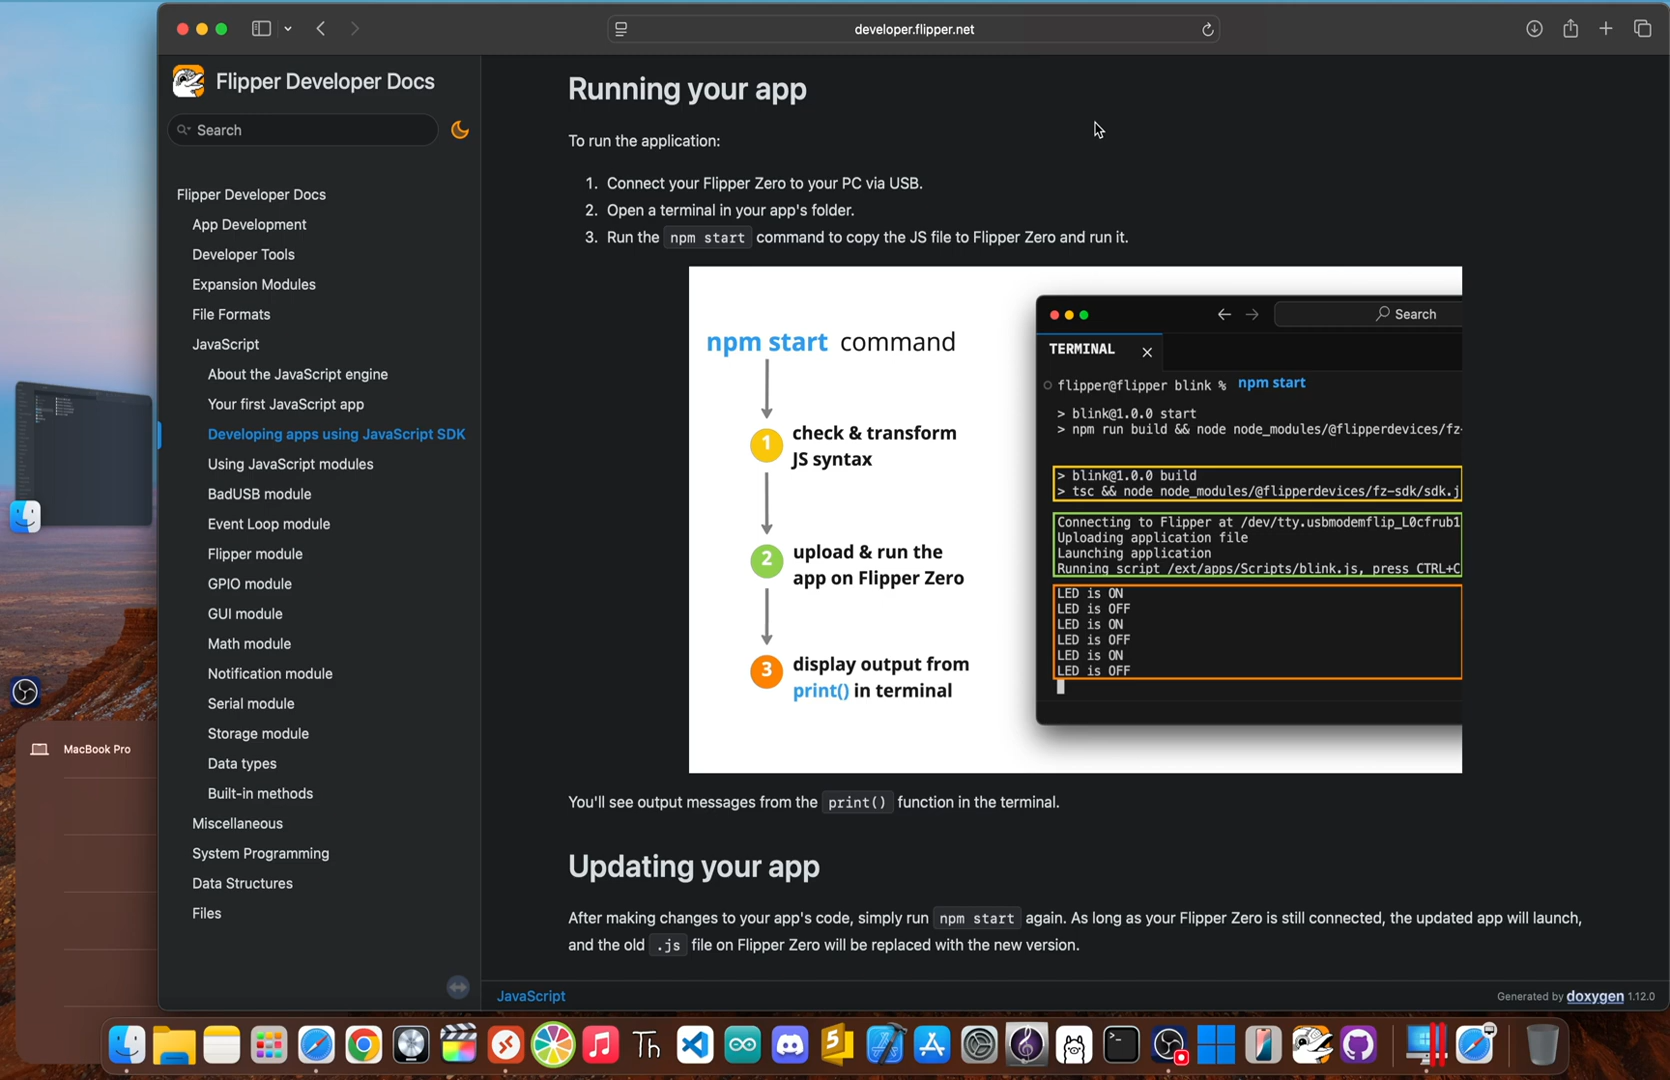 developer.flipper.net
Flipper Developer Docs
Search
Flipper Developer Docs
App Development
Developer Tools
Expansion Modules
File Formats
JavaScript
About the JavaScript engine
Your first JavaScript app
Developing apps using JavaScript SDK
Using JavaScript modules
BadUSB module
Event Loop module
Flipper module
GPIO module
GUI module
Math module
Notification module
Serial module
Storage module
Data types
Built-in methods
Miscellaneous
System Programming
Data Structures
Files
MacBook Pro
Running your app
To run the application:
1. Connect your Flipper Zero to your PC via USB.
2. Open a terminal in your app's folder.
3. Run the npm start command to copy the JS file to Flipper Zero and run it.
npm start command
1 check & transform
JS syntax
2 upload & run the
app on Flipper Zero
3 display output from
print() in terminal
Search
TERMINAL
flipper@flipper blink % npm start
> blink@1.0.0 start
> npm run build && node node_modules/@flipperdevices/fz-
> blink@1.0.0 build
> tsc && node node_modules/@flipperdevices/fz-sdk/sdk.j
Connecting to Flipper at /dev/tty.usbmodemflip_L0cfrub1
Uploading application file
Launching application
Running script /ext/apps/Scripts/blink.js, press CTRL+C
LED is ON
LED is OFF
LED is ON
LED is OFF
LED is ON
LED is OFF
You'll see output messages from the print() function in the terminal.
Updating your app
After making changes to your app's code, simply run npm start again. As long as your Flipper Zero is still connected, the updated app will launch,
and the old .js file on Flipper Zero will be replaced with the new version.
JavaScript
Generated by doxygen 1.12.0
Th